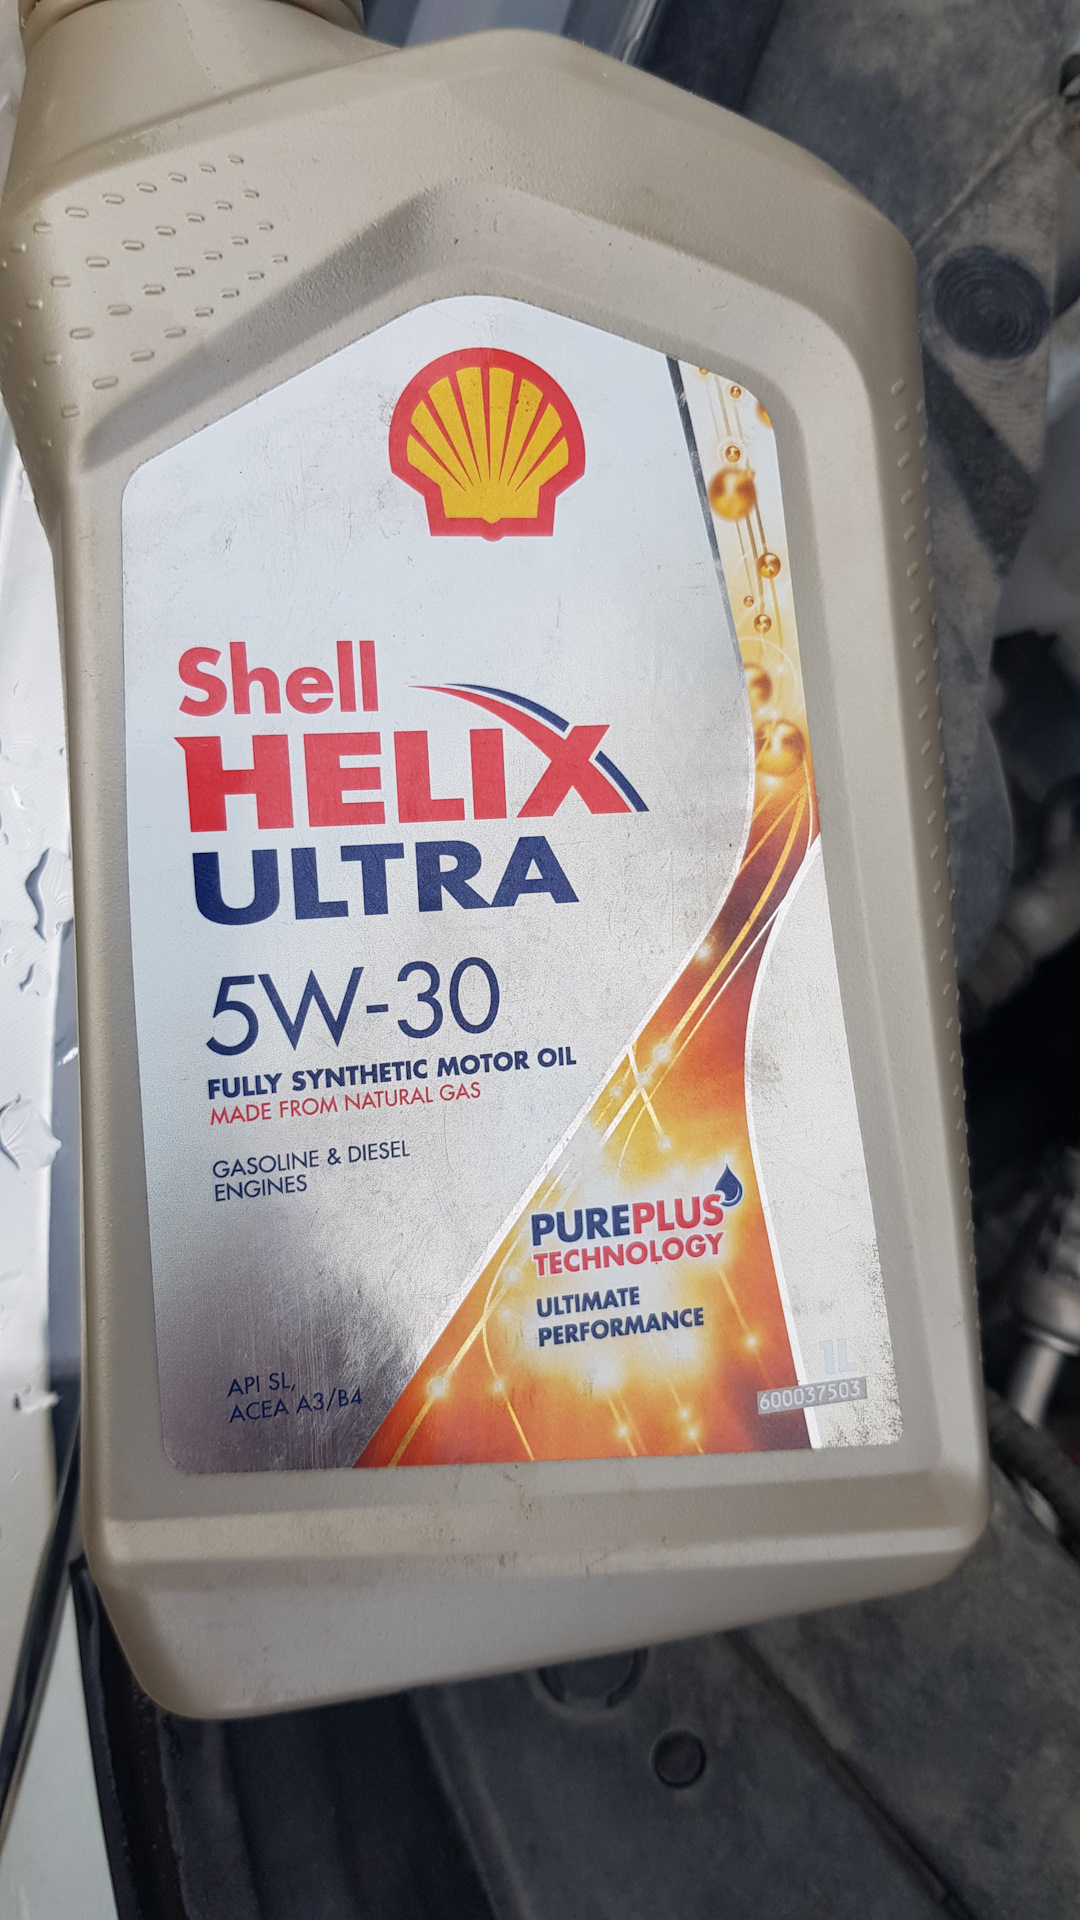 Shell
HELIX
ULTRA
5W-30
FULLY SYNTHETIC MOTOR OIL
MADE FROM NATURAL GAS
GASOLINE & DIESEL
ENGINES
PUREPLUS
TECHNOLOGY
ULTIMATE
PERFORMANCE
API SL,
ACEA A3/B4
1L
600037503